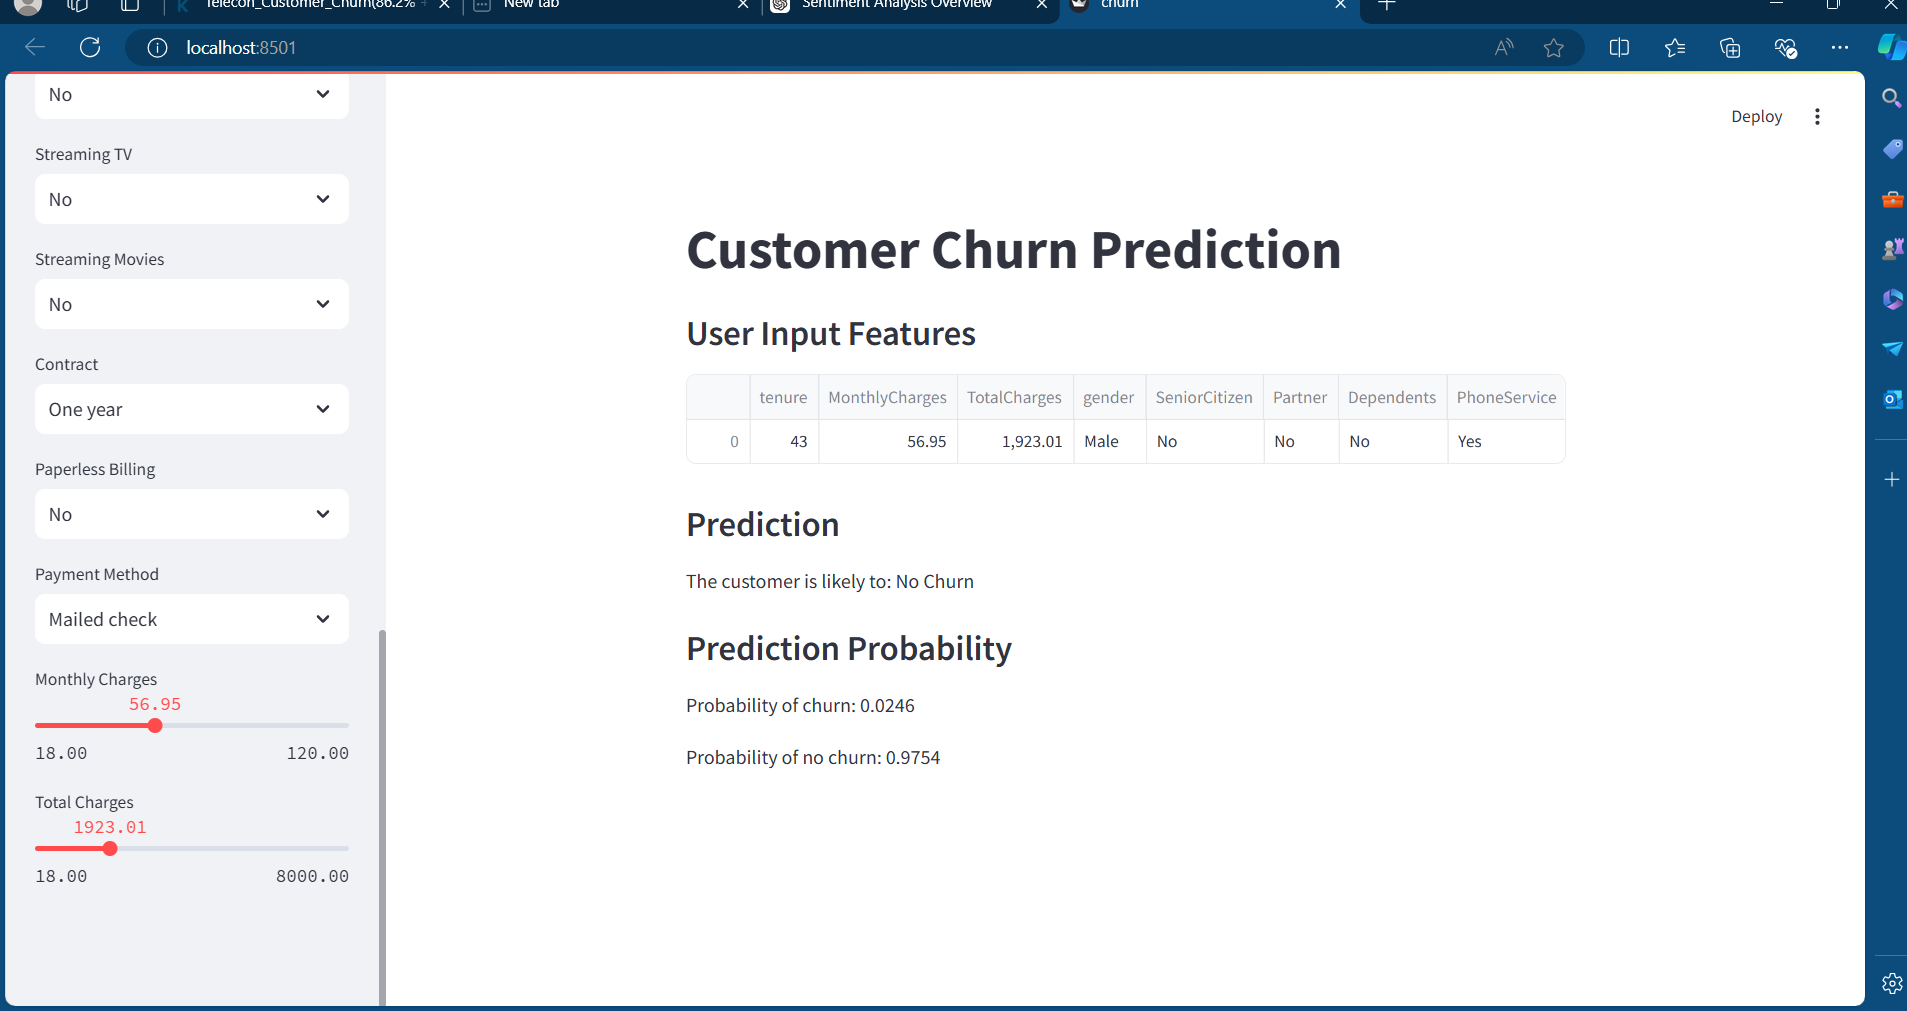 Telecon_Customer_Churn(86.2%
New tab
Sentiment Analysis Overview
churn
localhost:8501
No
Streaming TV
No
Streaming Movies
No
Contract
One year
Paperless Billing
No
Payment Method
Mailed check
Monthly Charges
56.95
18.00 120.00
Total Charges
1923.01
18.00 8000.00
Deploy
Customer Churn Prediction
User Input Features
tenure MonthlyCharges TotalCharges gender SeniorCitizen Partner Dependents PhoneService
0 43 56.95 1,923.01 Male No No No Yes
Prediction
The customer is likely to: No Churn
Prediction Probability
Probability of churn: 0.0246
Probability of no churn: 0.9754